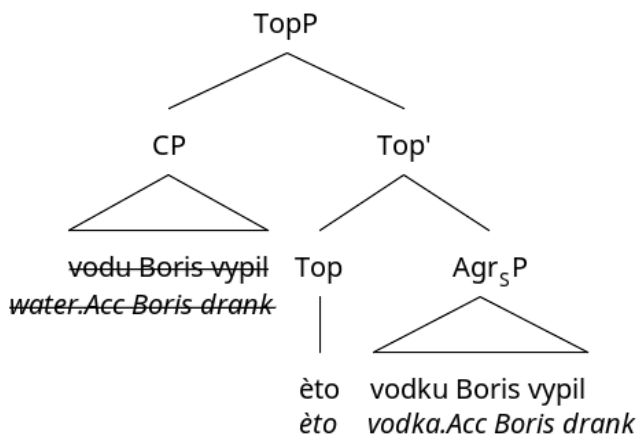 TopP
CP Top'
vodu Boris vypil Top AgrSP
water.Acc Boris drank
èto vodku Boris vypil
èto vodka.Acc Boris drank